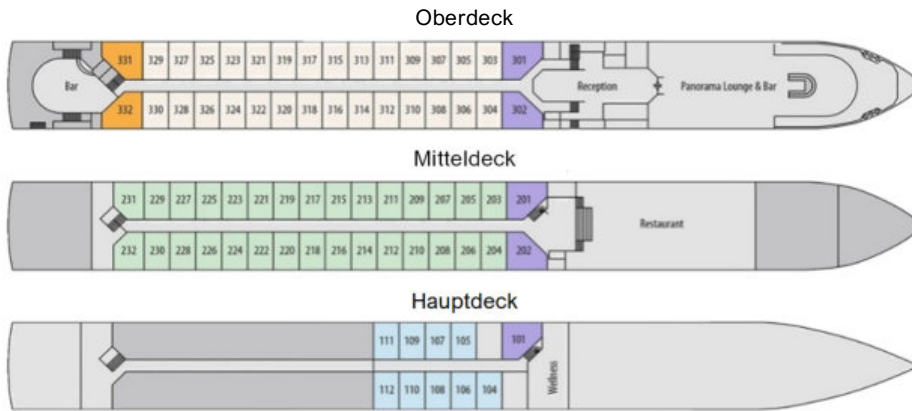 Oberdeck
331 329 327 325 323 321 319 317 315 313 311 309 307 305 303 301
Bar
Reception
Panorama Lounge & Bar
332 330 328 326 324 322 320 318 316 314 312 310 308 306 304 302
Mitteldeck
231 229 227 225 223 221 219 217 215 213 211 209 207 205 203 201
Restaurant
232 230 228 226 224 222 220 218 216 214 212 210 208 206 204 202
Hauptdeck
111 109 107 105 101
Wellness
112 110 108 106 104